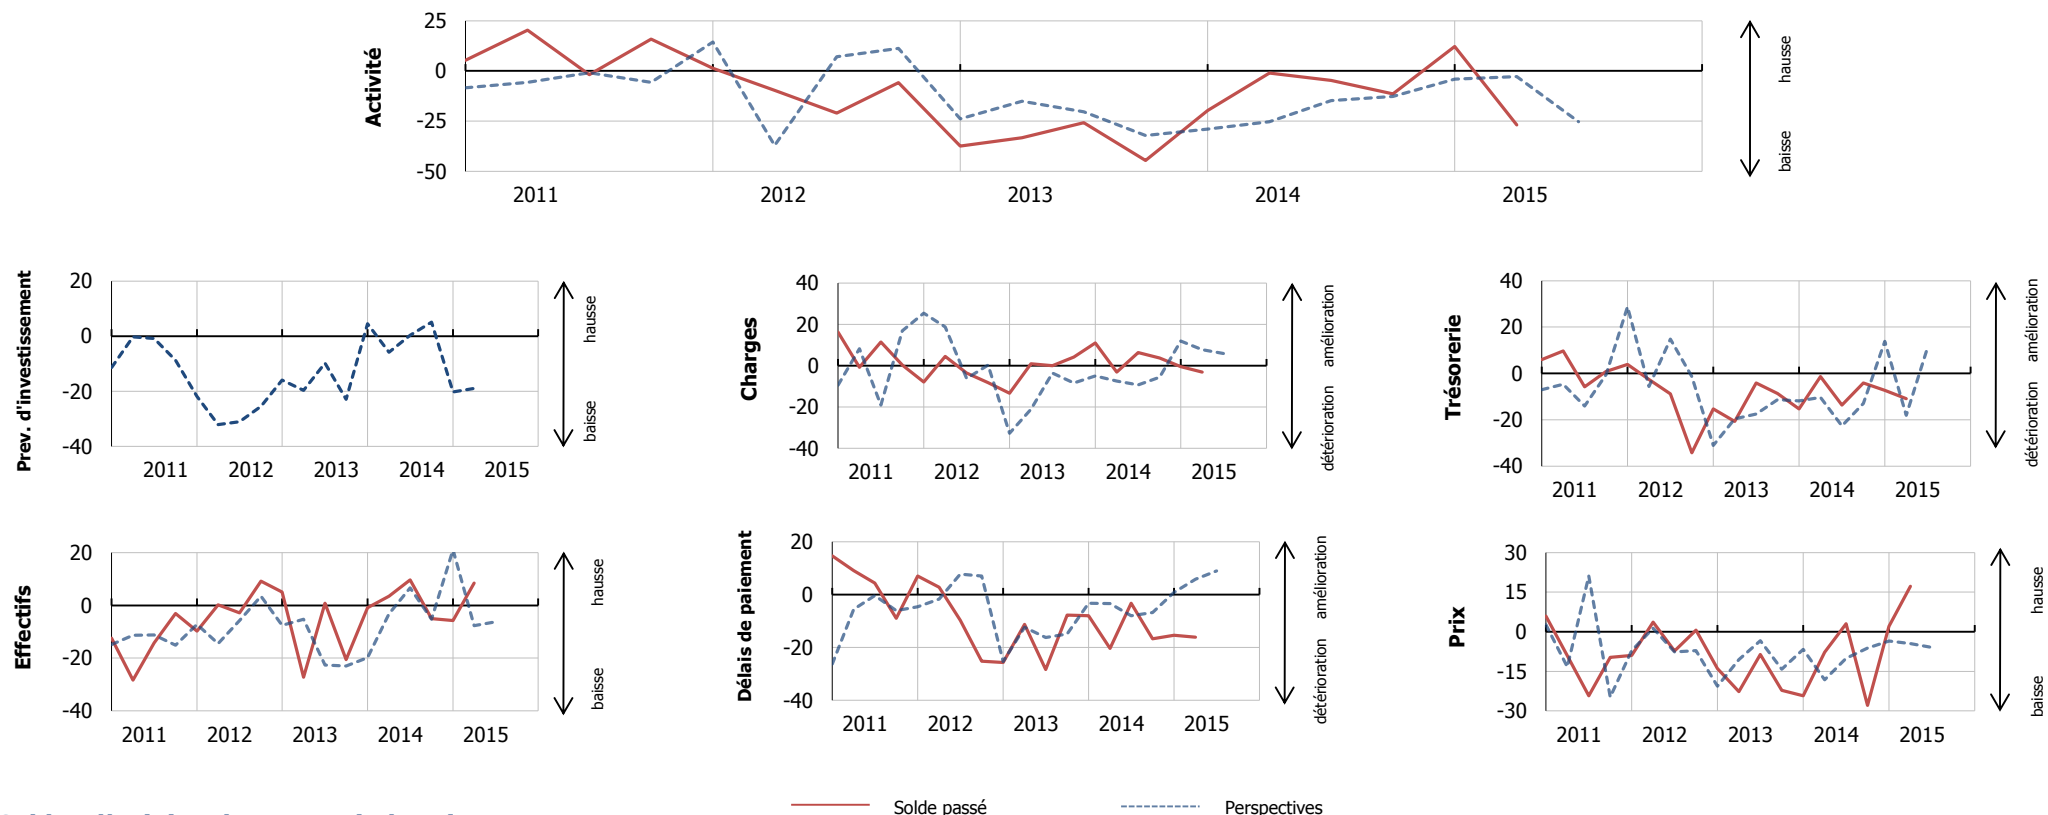 Activité
25
0
-25
-50
2011 2012 2013 2014 2015
hausse
baisse
Prev. d'investissement
20
0
-20
-40
2011 2012 2013 2014 2015
hausse
baisse
Charges
40
20
0
-20
-40
2011 2012 2013 2014 2015
amélioration
détérioration
Trésorerie
40
20
0
-20
-40
2011 2012 2013 2014 2015
amélioration
détérioration
Effectifs
20
0
-20
-40
2011 2012 2013 2014 2015
hausse
baisse
Délais de paiement
20
0
-20
-40
2011 2012 2013 2014 2015
amélioration
détérioration
Prix
30
15
0
-15
-30
2011 2012 2013 2014 2015
hausse
baisse
Solde passé Perspectives